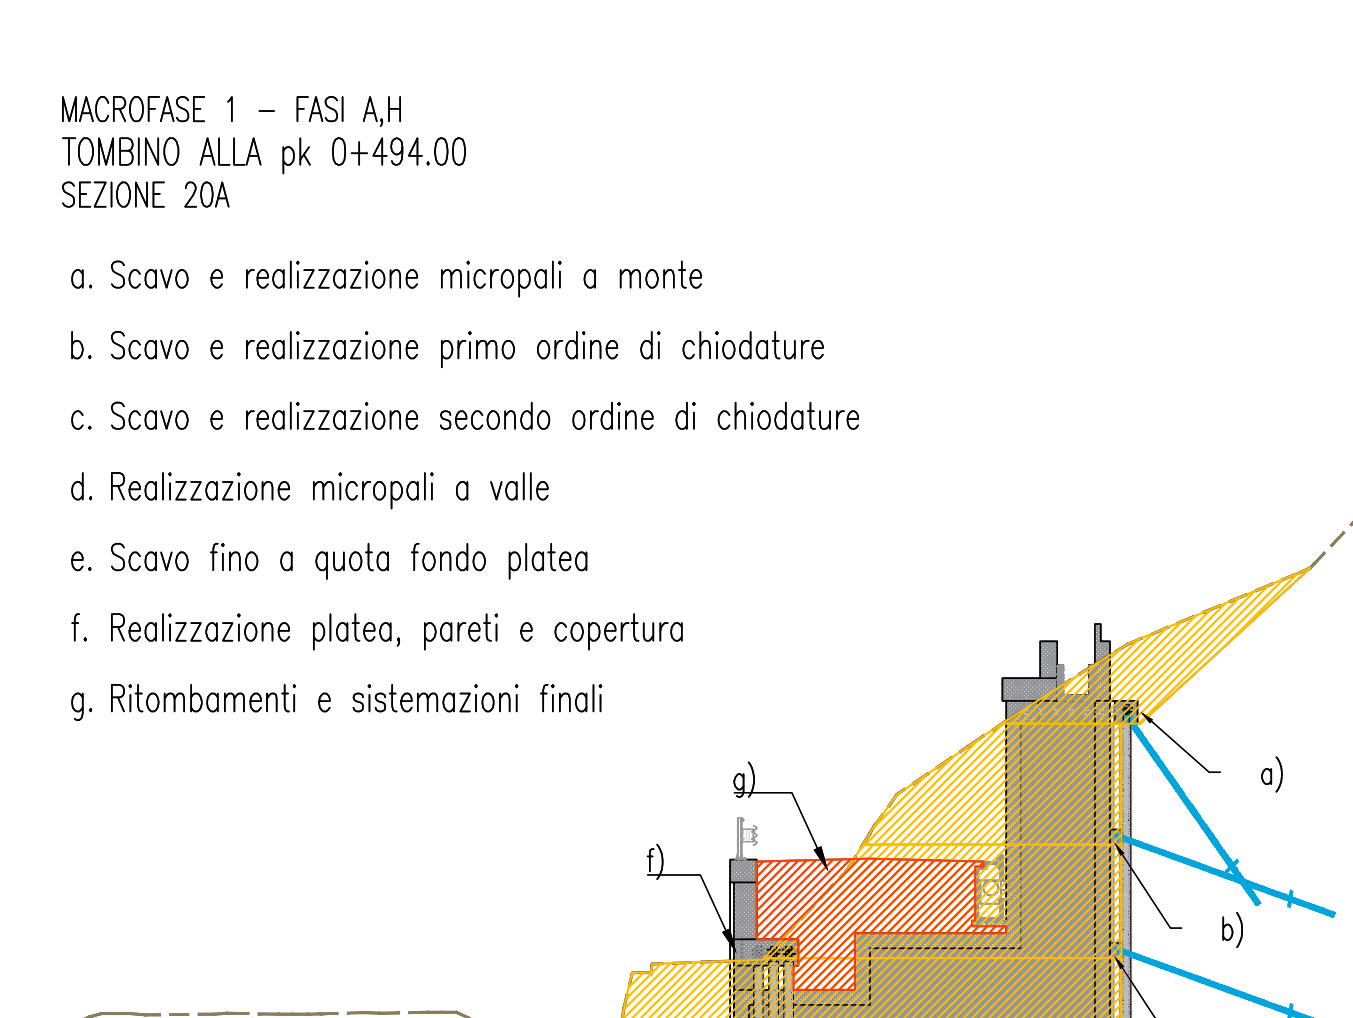 MACROFASE 1 – FASI A,H
TOMBINO ALLA pk 0+494.00
SEZIONE 20A
a. Scavo e realizzazione micropali a monte
b. Scavo e realizzazione primo ordine di chiodature
c. Scavo e realizzazione secondo ordine di chiodature
d. Realizzazione micropali a valle
e. Scavo fino a quota fondo platea
f. Realizzazione platea, pareti e copertura
g. Ritombamenti e sistemazioni finali
g)
a)
f)
b)